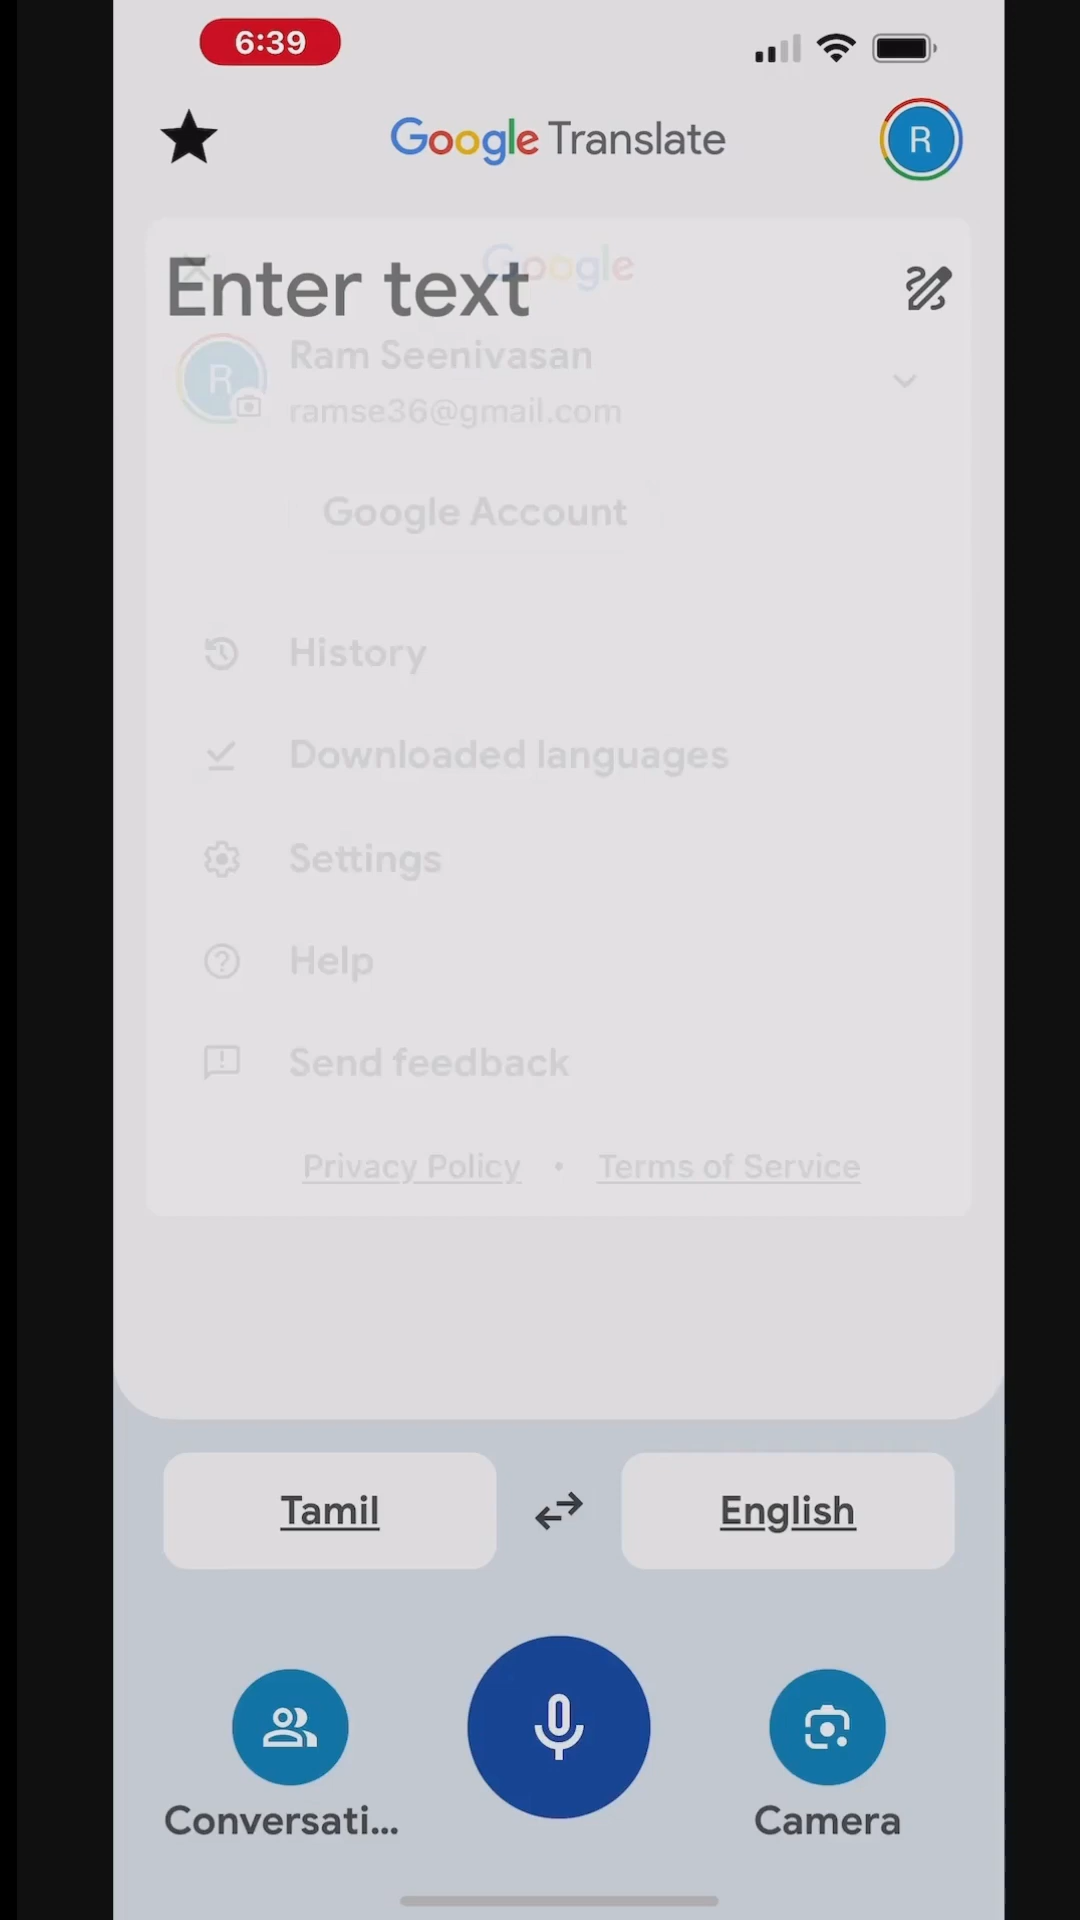 6:39
Google Translate
R
Enter text
Google
R
Ram Seenivasan
ramse36@gmail.com
Google Account
History
Downloaded languages
Settings
Help
Send feedback
Privacy Policy • Terms of Service
Tamil
English
Conversati...
Camera